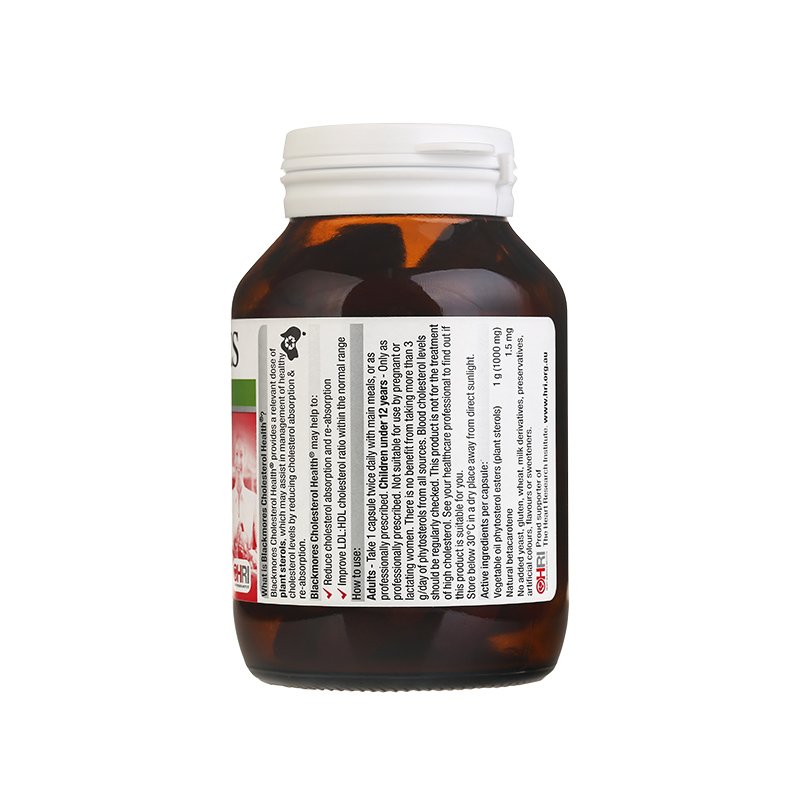 S
What is Blackmores Cholesterol Health®?
Blackmores Cholesterol Health® provides a relevant dose of
plant sterols, which may assist in management of healthy
cholesterol levels by reducing cholesterol absorption &
re-absorption.
Blackmores Cholesterol Health® may help to:
✓ Reduce cholesterol absorption and re-absorption
✓ Improve LDL:HDL cholesterol ratio within the normal range
How to use:
Adults - Take 1 capsule twice daily with main meals, or as
professionally prescribed. Children under 12 years - Only as
professionally prescribed. Not suitable for use by pregnant or
lactating women. There is no benefit from taking more than 3
g/day of phytosterols from all sources. Blood cholesterol levels
should be regularly checked. This product is not for the treatment
of high cholesterol. See your healthcare professional to find out if
this product is suitable for you.
Store below 30°C in a dry place away from direct sunlight.
Active ingredients per capsule:
Vegetable oil phytosterol esters (plant sterols) 1 g (1000 mg)
Natural betacarotene 1.5 mg
No added yeast, gluten, wheat, milk derivatives, preservatives,
artificial colours, flavours or sweeteners.
HRI Proud supporter of
The Heart Research Institute www.hri.org.au
HRI